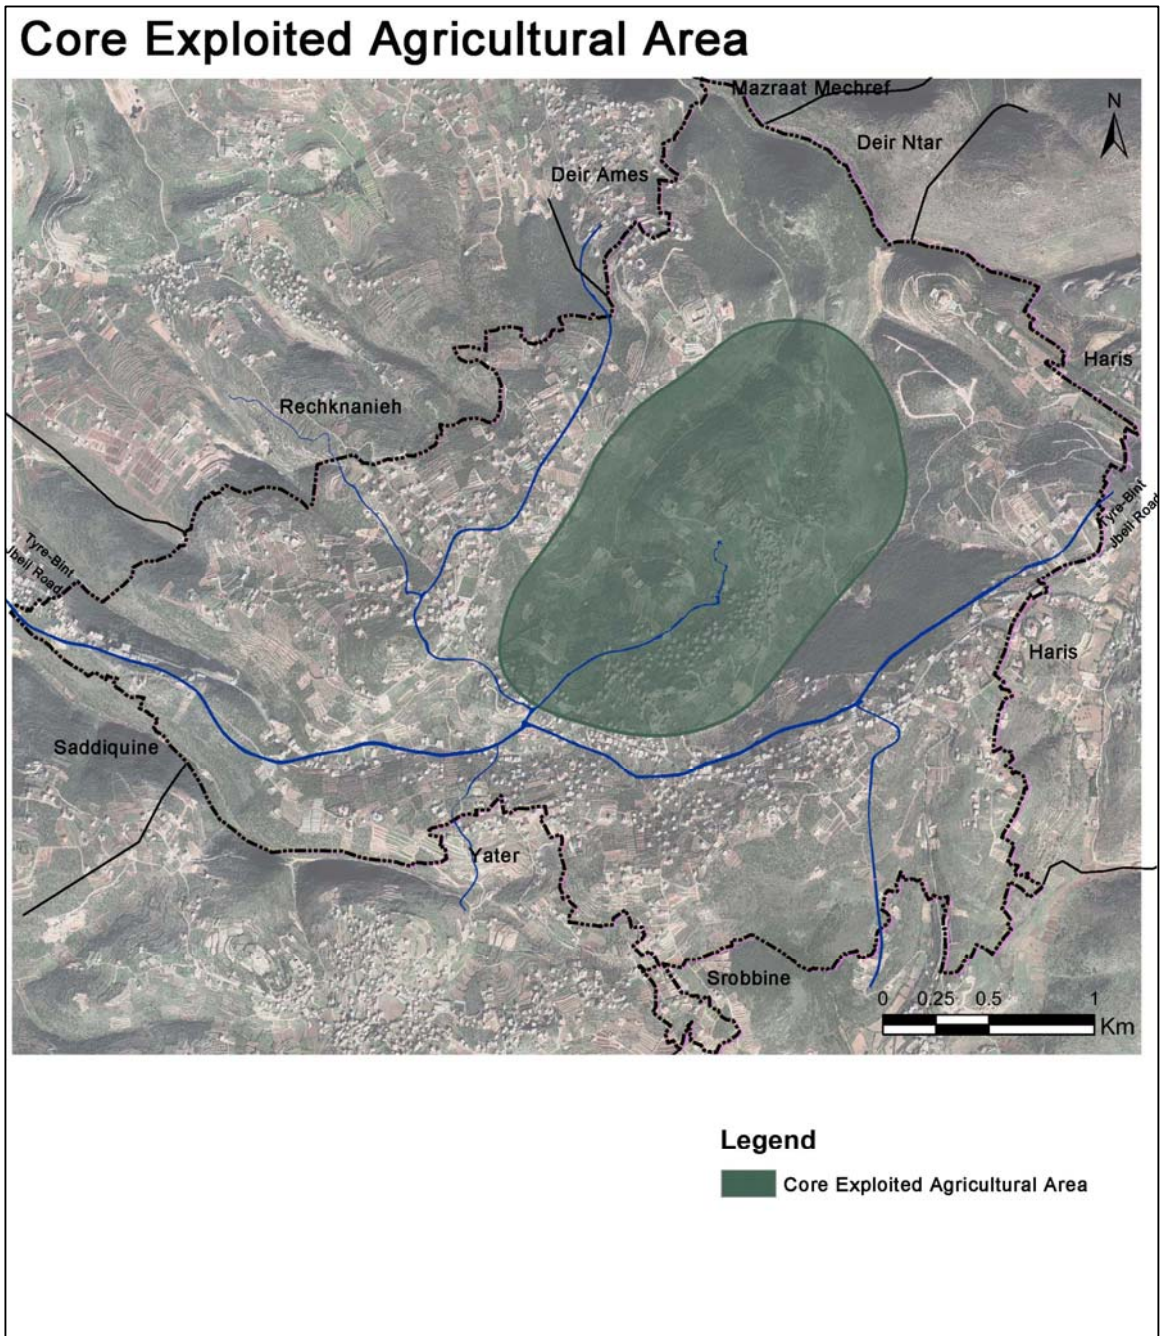 Core Exploited Agricultural Area
Mazraat Mechref
N
Deir Ntar
Deir Ames
Haris
Rechknanieh
Tyre-Bint
Jbeil Road
Tyre-Bint
Jbeil Road
Haris
Saddiquine
Yater
Srobbine
0 0.25 0.5 1
Km
Legend
Core Exploited Agricultural Area